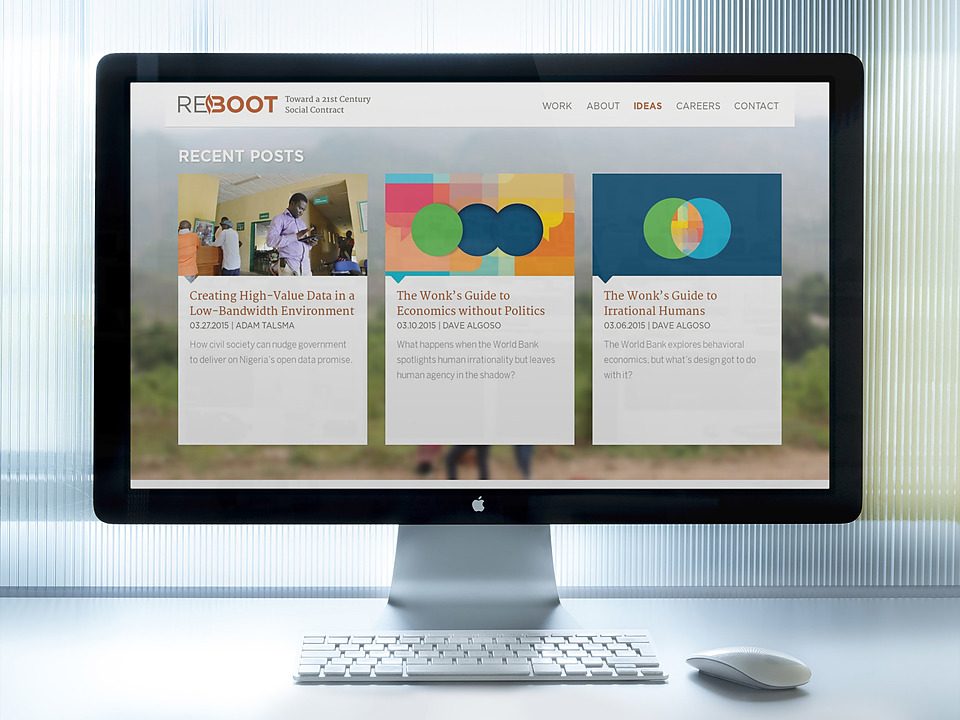 REBOOT
Toward a 21st Century
Social Contract
WORK ABOUT IDEAS CAREERS CONTACT
RECENT POSTS
Creating High-Value Data in a
Low-Bandwidth Environment
03.27.2015 | ADAM TALSMA
How civil society can nudge government
to deliver on Nigeria's open data promise.
The Wonk's Guide to
Economics without Politics
03.10.2015 | DAVE ALGOSO
What happens when the World Bank
spotlights human irrationality but leaves
human agency in the shadow?
The Wonk's Guide to
Irrational Humans
03.06.2015 | DAVE ALGOSO
The World Bank explores behavioral
economics, but what's design got to do
with it?